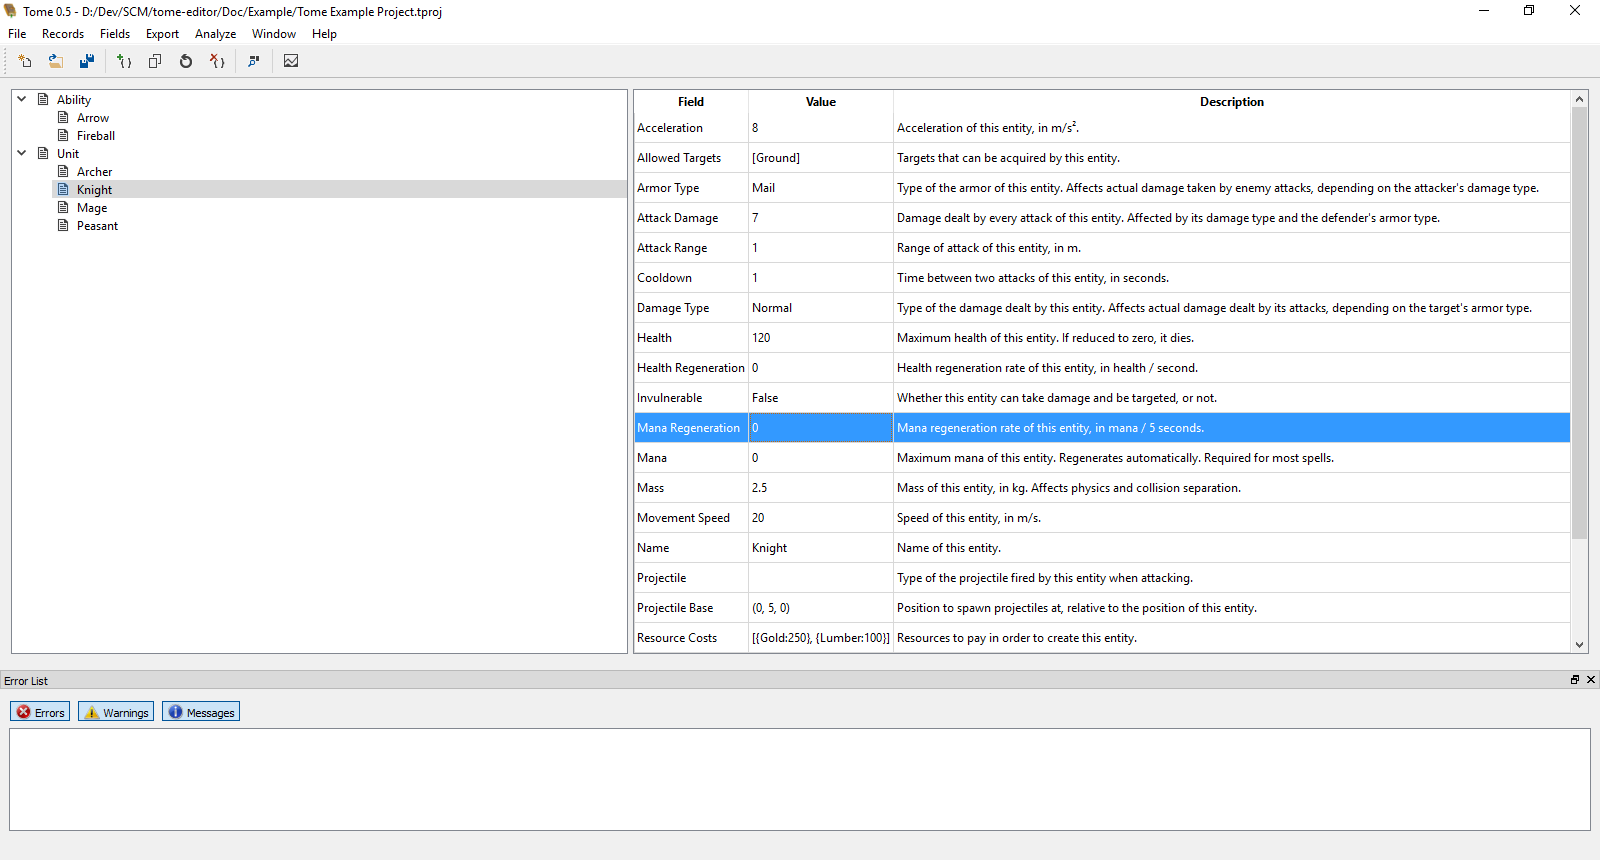 Tome 0.5 - D:/Dev/SCM/tome-editor/Doc/Example/Tome Example Project.tproj
File Records Fields Export Analyze Window Help
Ability
Arrow
Fireball
Unit
Archer
Knight
Mage
Peasant
Field Value Description
Acceleration 8 Acceleration of this entity, in m/s².
Allowed Targets [Ground] Targets that can be acquired by this entity.
Armor Type Mail Type of the armor of this entity. Affects actual damage taken by enemy attacks, depending on the attacker's damage type.
Attack Damage 7 Damage dealt by every attack of this entity. Affected by its damage type and the defender's armor type.
Attack Range 1 Range of attack of this entity, in m.
Cooldown 1 Time between two attacks of this entity, in seconds.
Damage Type Normal Type of the damage dealt by this entity. Affects actual damage dealt by its attacks, depending on the target's armor type.
Health 120 Maximum health of this entity. If reduced to zero, it dies.
Health Regeneration 0 Health regeneration rate of this entity, in health / second.
Invulnerable False Whether this entity can take damage and be targeted, or not.
Mana Regeneration 0 Mana regeneration rate of this entity, in mana / 5 seconds.
Mana 0 Maximum mana of this entity. Regenerates automatically. Required for most spells.
Mass 2.5 Mass of this entity, in kg. Affects physics and collision separation.
Movement Speed 20 Speed of this entity, in m/s.
Name Knight Name of this entity.
Projectile Type of the projectile fired by this entity when attacking.
Projectile Base (0, 5, 0) Position to spawn projectiles at, relative to the position of this entity.
Resource Costs [{Gold:250}, {Lumber:100}] Resources to pay in order to create this entity.
Error List
Errors Warnings Messages